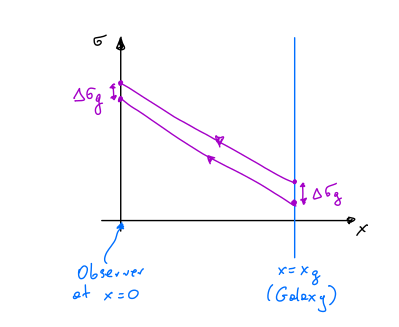 σ
Δσg
Δσg
x
Observer
at x=0
x=xg
(Galaxy)